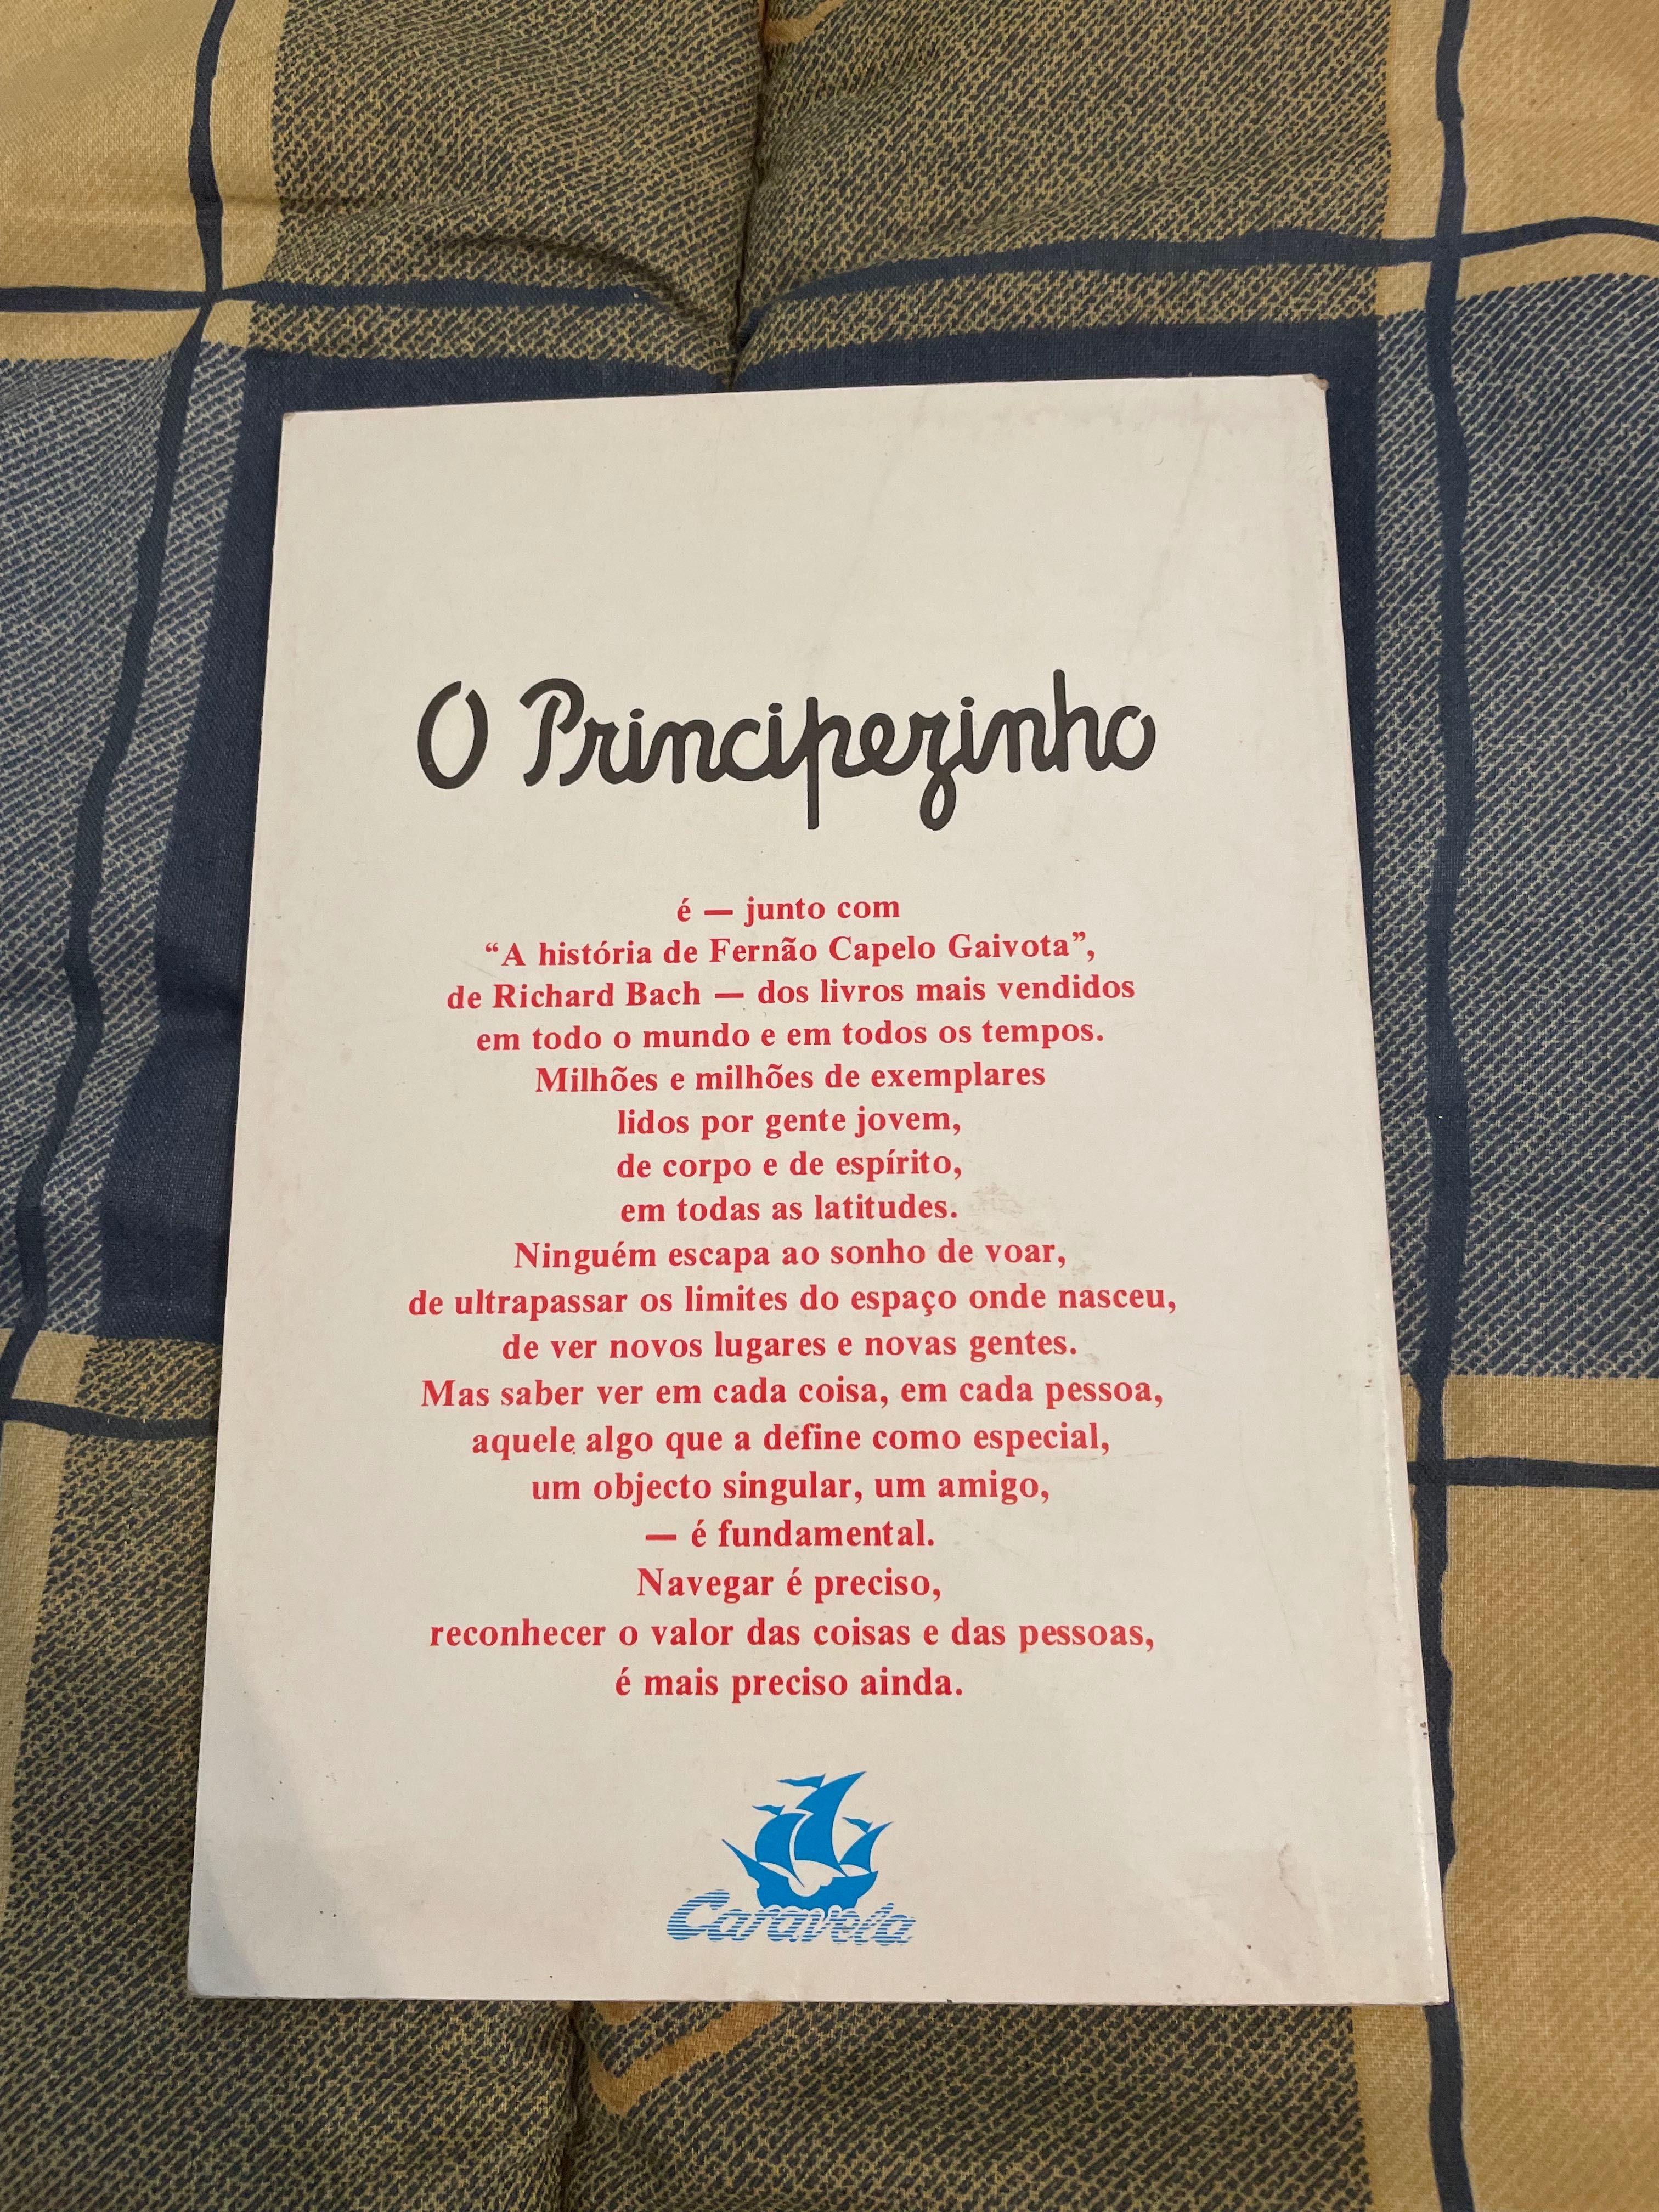 O Principezinho
é — junto com
“A história de Fernão Capelo Gaivota”,
de Richard Bach — dos livros mais vendidos
em todo o mundo e em todos os tempos.
Milhões e milhões de exemplares
lidos por gente jovem,
de corpo e de espírito,
em todas as latitudes.
Ninguém escapa ao sonho de voar,
de ultrapassar os limites do espaço onde nasceu,
de ver novos lugares e novas gentes.
Mas saber ver em cada coisa, em cada pessoa,
aquele algo que a define como especial,
um objecto singular, um amigo,
— é fundamental.
Navegar é preciso,
reconhecer o valor das coisas e das pessoas,
é mais preciso ainda.
Caravela